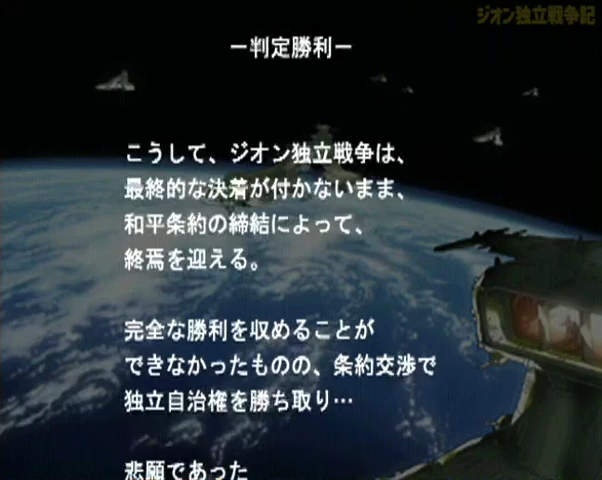 ジオン独立戦争記
ー判定勝利ー
こうして、ジオン独立戦争は、
最終的な決着が付かないまま、
和平条約の締結によって、
終焉を迎える。
完全な勝利を収めることが
できなかったものの、条約交渉で
独立自治権を勝ち取り…
悲願であった